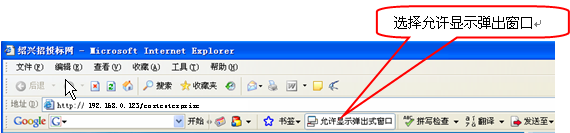 选择允许显示弹出窗口
绍兴招投标网 - Microsoft Internet Explorer
文件(F) 编辑(E) 查看(V) 收藏(A) 工具(T) 帮助(H)
后退 搜索 收藏夹
地址(D) http://192.168.0.123/
Google G 开始 书签 允许显示弹出式窗口 拼写检查 翻译 发送至